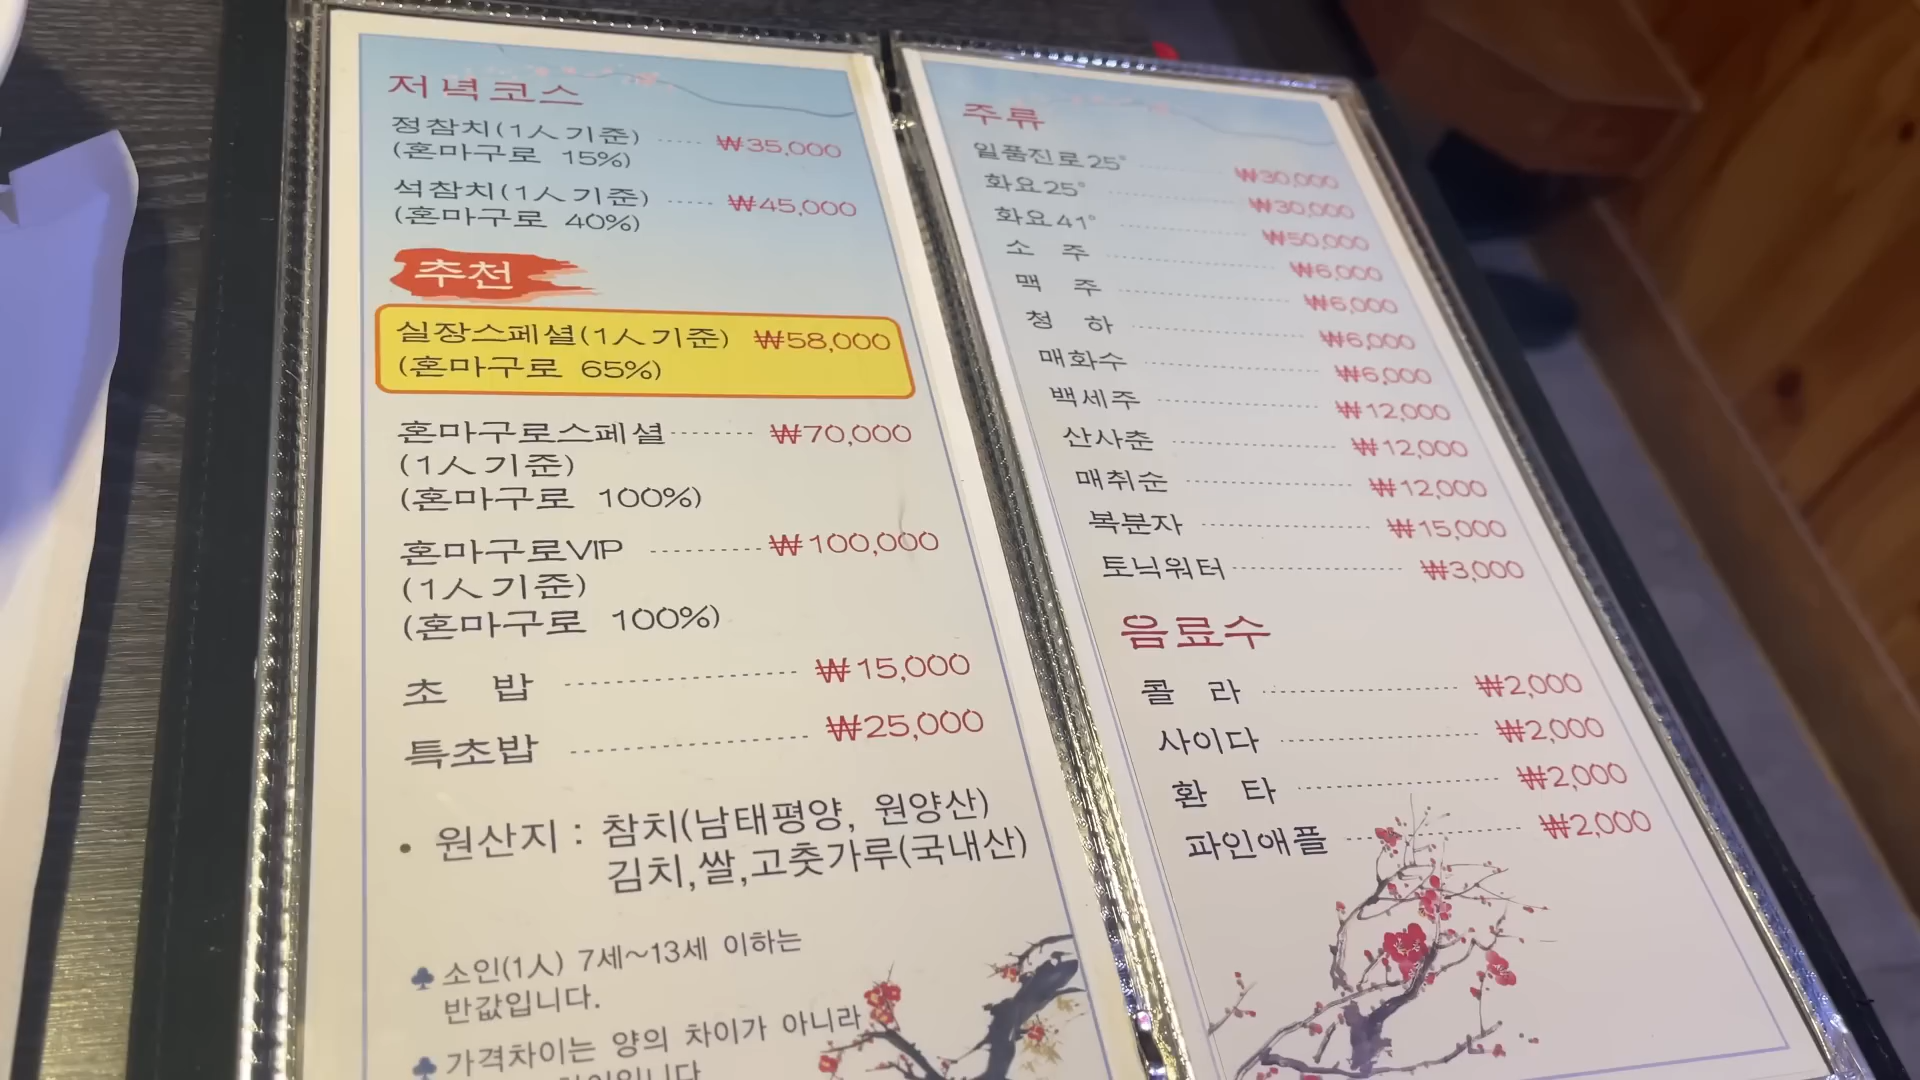 저녁코스
정참치(1人기준) ₩35,000
(혼마구로 15%)
석참치(1人기준) ₩45,000
(혼마구로 40%)
추천
실장스페셜(1人기준) ₩58,000
(혼마구로 65%)
혼마구로스페셜 ₩70,000
(1人기준)
(혼마구로 100%)
혼마구로VIP ₩100,000
(1人기준)
(혼마구로 100%)
초 밥 ₩15,000
특초밥 ₩25,000
• 원산지 : 참치(남태평양, 원양산)
김치,쌀,고춧가루(국내산)
♣ 소인(1人) 7세~13세 이하는
반값입니다.
♣ 가격차이는 양의 차이가 아니라
주류
일품진로25° ₩30,000
화요25° ₩30,000
화요41° ₩50,000
소 주 ₩6,000
맥 주 ₩6,000
청 하 ₩6,000
매화수 ₩6,000
백세주 ₩12,000
산사춘 ₩12,000
매취순 ₩12,000
복분자 ₩15,000
토닉워터 ₩3,000
음료수
콜 라 ₩2,000
사이다 ₩2,000
환 타 ₩2,000
파인애플 ₩2,000